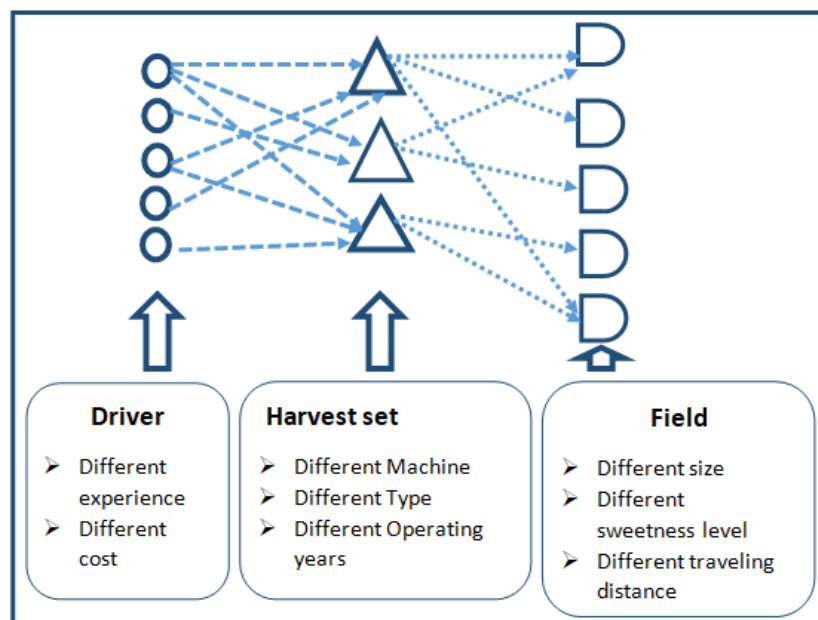 Driver
➢ Different
experience
➢ Different
cost
Harvest set
➢ Different Machine
➢ Different Type
➢ Different Operating
years
Field
➢ Different size
➢ Different
sweetness level
➢ Different traveling
distance